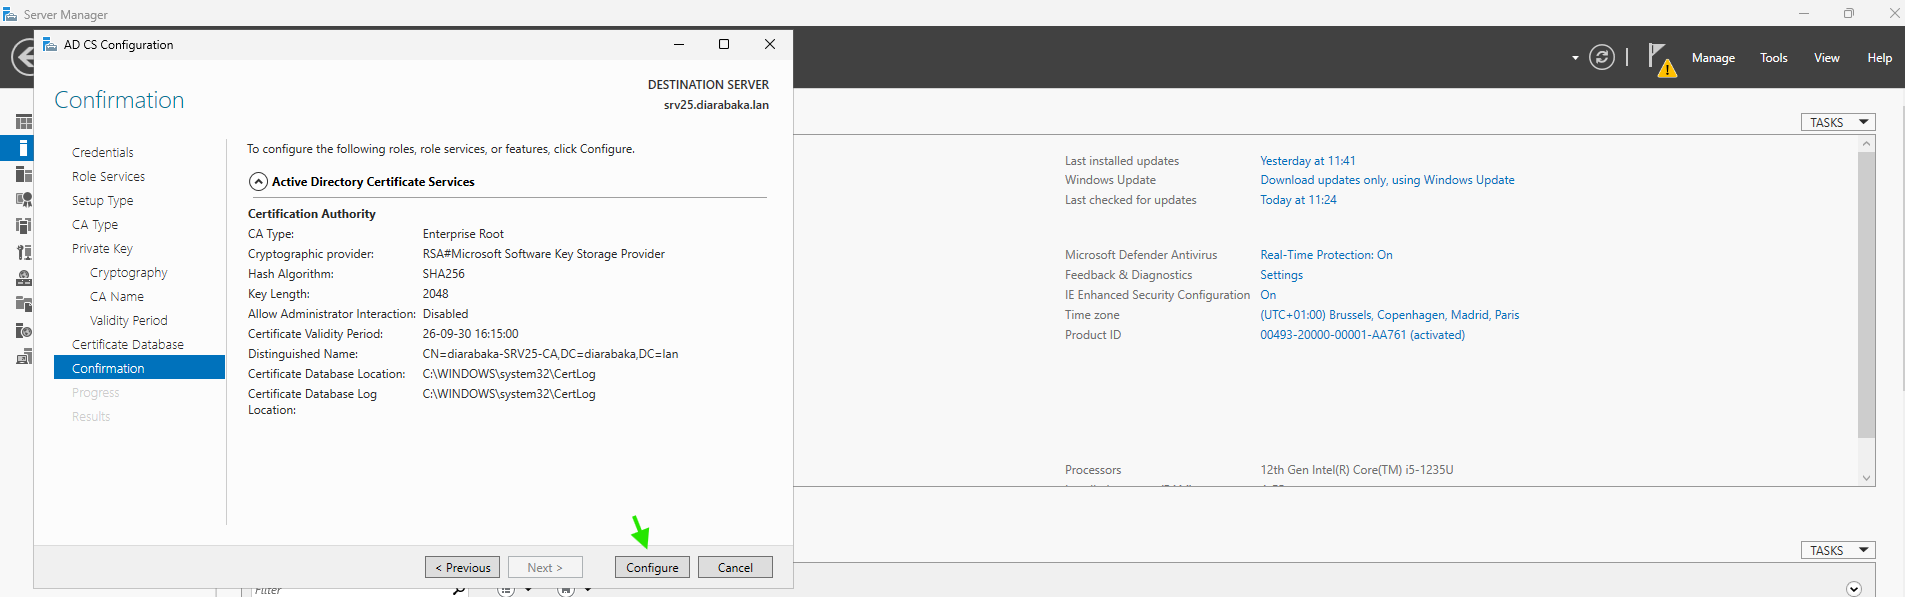 Server Manager
AD CS Configuration
Manage Tools View Help
DESTINATION SERVER
srv25.diarabaka.lan
Confirmation
Credentials
Role Services
Setup Type
CA Type
Private Key
Cryptography
CA Name
Validity Period
Certificate Database
Confirmation
Progress
Results
To configure the following roles, role services, or features, click Configure.
Active Directory Certificate Services
Certification Authority
CA Type: Enterprise Root
Cryptographic provider: RSA#Microsoft Software Key Storage Provider
Hash Algorithm: SHA256
Key Length: 2048
Allow Administrator Interaction: Disabled
Certificate Validity Period: 26-09-30 16:15:00
Distinguished Name: CN=diarabaka-SRV25-CA,DC=diarabaka,DC=lan
Certificate Database Location: C:\WINDOWS\system32\CertLog
Certificate Database Log Location: C:\WINDOWS\system32\CertLog
< Previous Next > Configure Cancel
TASKS
Last installed updates Yesterday at 11:41
Windows Update Download updates only, using Windows Update
Last checked for updates Today at 11:24
Microsoft Defender Antivirus Real-Time Protection: On
Feedback & Diagnostics Settings
IE Enhanced Security Configuration On
Time zone (UTC+01:00) Brussels, Copenhagen, Madrid, Paris
Product ID 00493-20000-00001-AA761 (activated)
Processors 12th Gen Intel(R) Core(TM) i5-1235U
TASKS
Filter